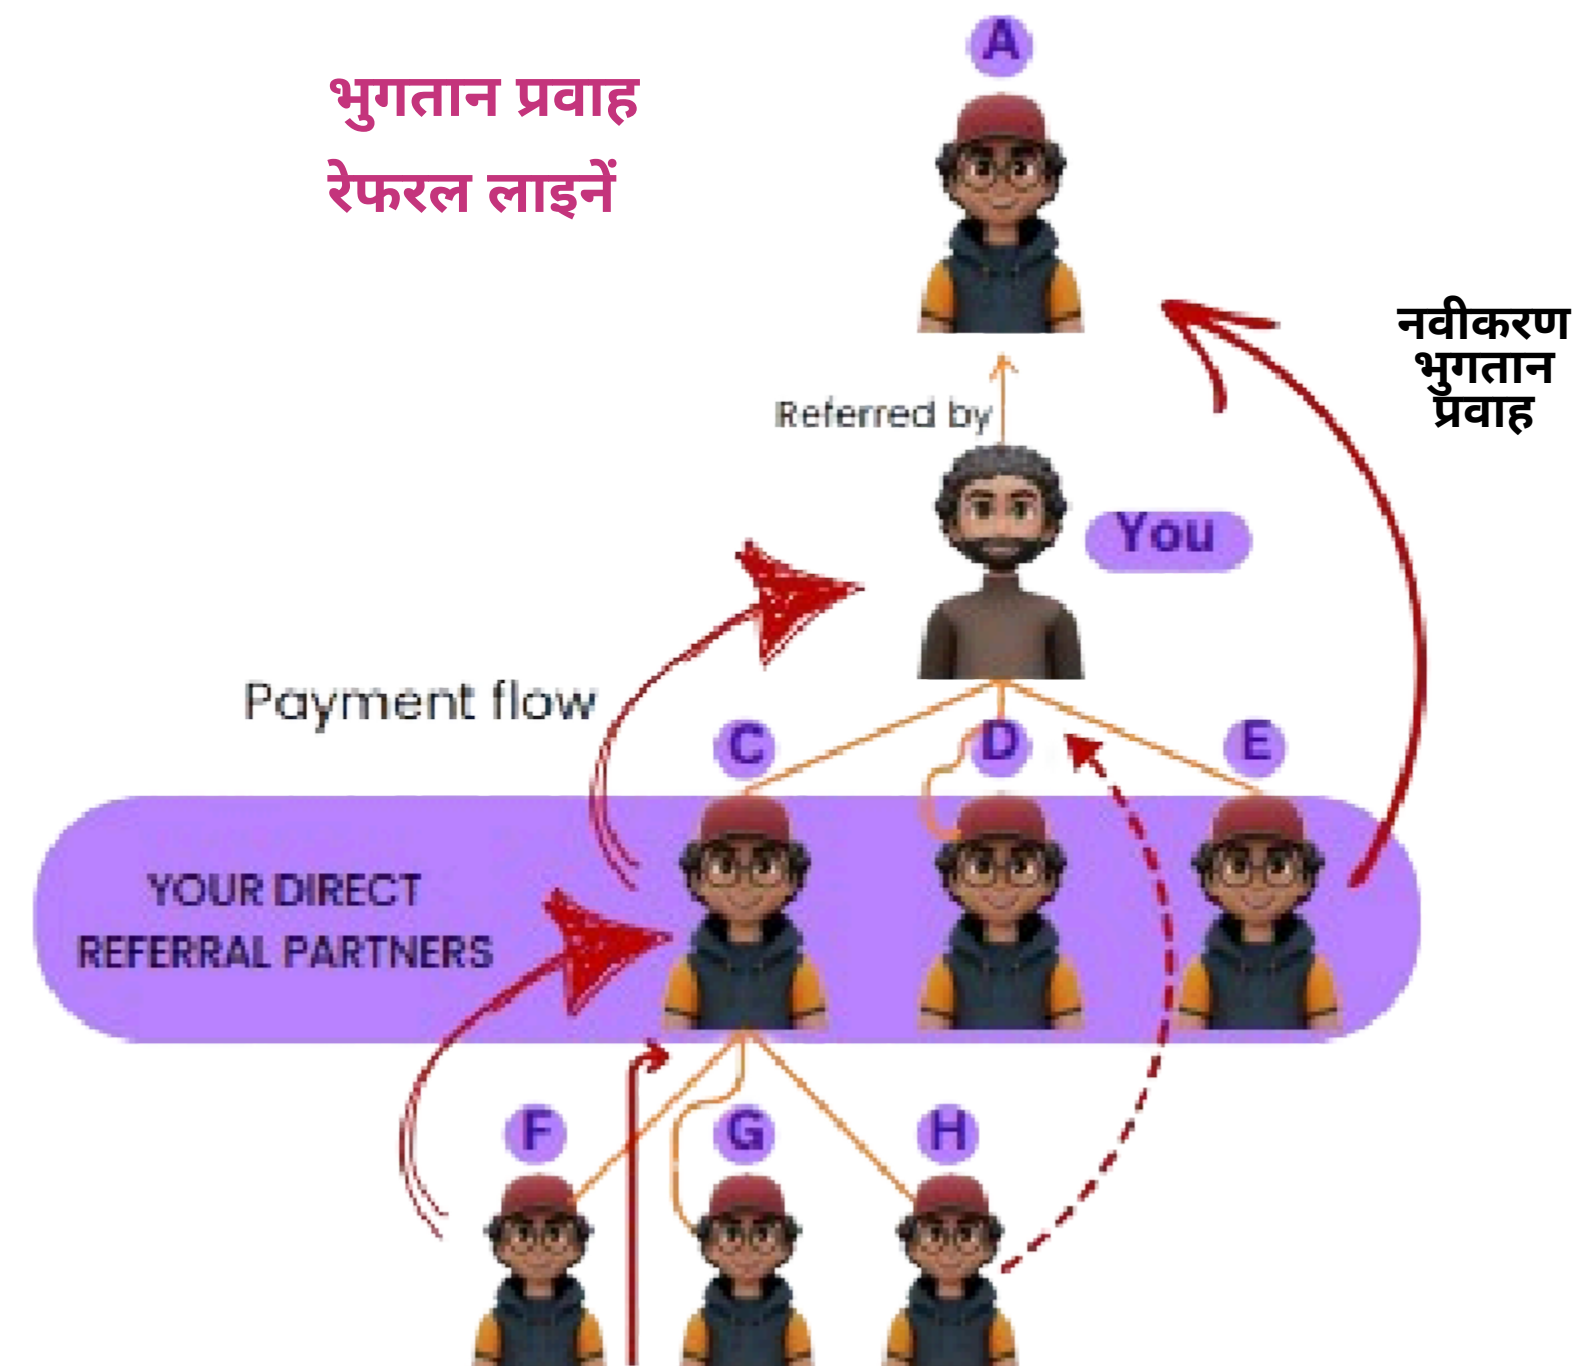 A
भुगतान प्रवाह
रेफरल लाइनें
नवीकरण
भुगतान
प्रवाह
Referred by
You
Payment flow
C
D
E
YOUR DIRECT
REFERRAL PARTNERS
F
G
H